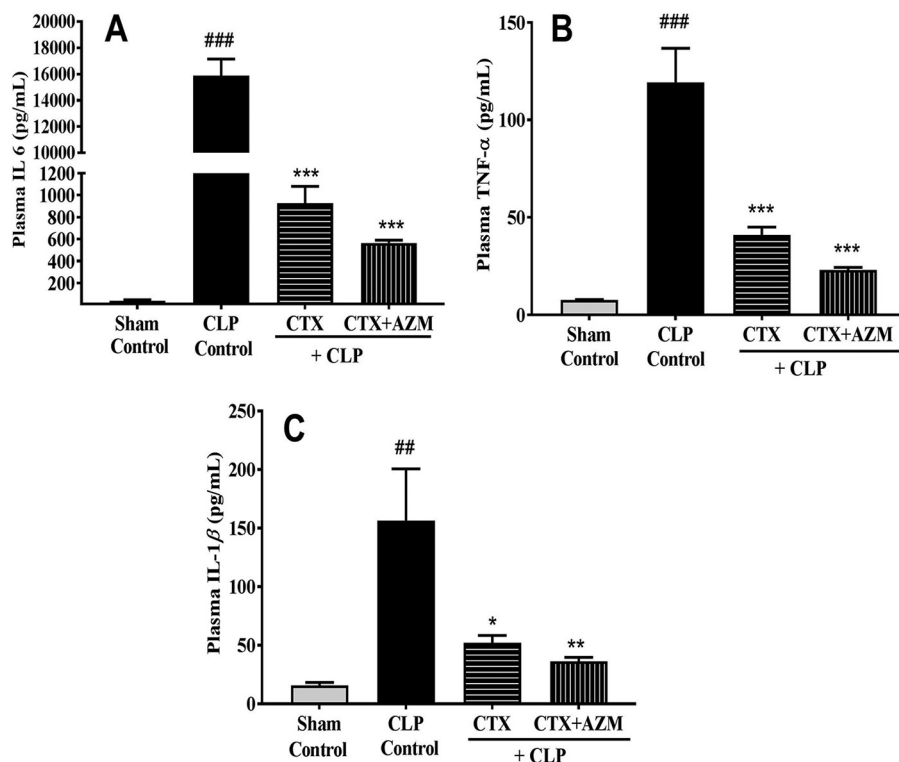 A
Plasma IL 6 (pg/mL)
20000
18000
16000
14000
12000
10000
1200
1000
800
600
400
200
###
***
***
Sham Control
CLP Control
CTX
CTX+AZM
+ CLP
B
Plasma TNF-α (pg/mL)
150
100
50
0
###
***
***
Sham Control
CLP Control
CTX
CTX+AZM
+ CLP
C
Plasma IL-1β (pg/mL)
250
200
150
100
50
0
##
*
**
Sham Control
CLP Control
CTX
CTX+AZM
+ CLP